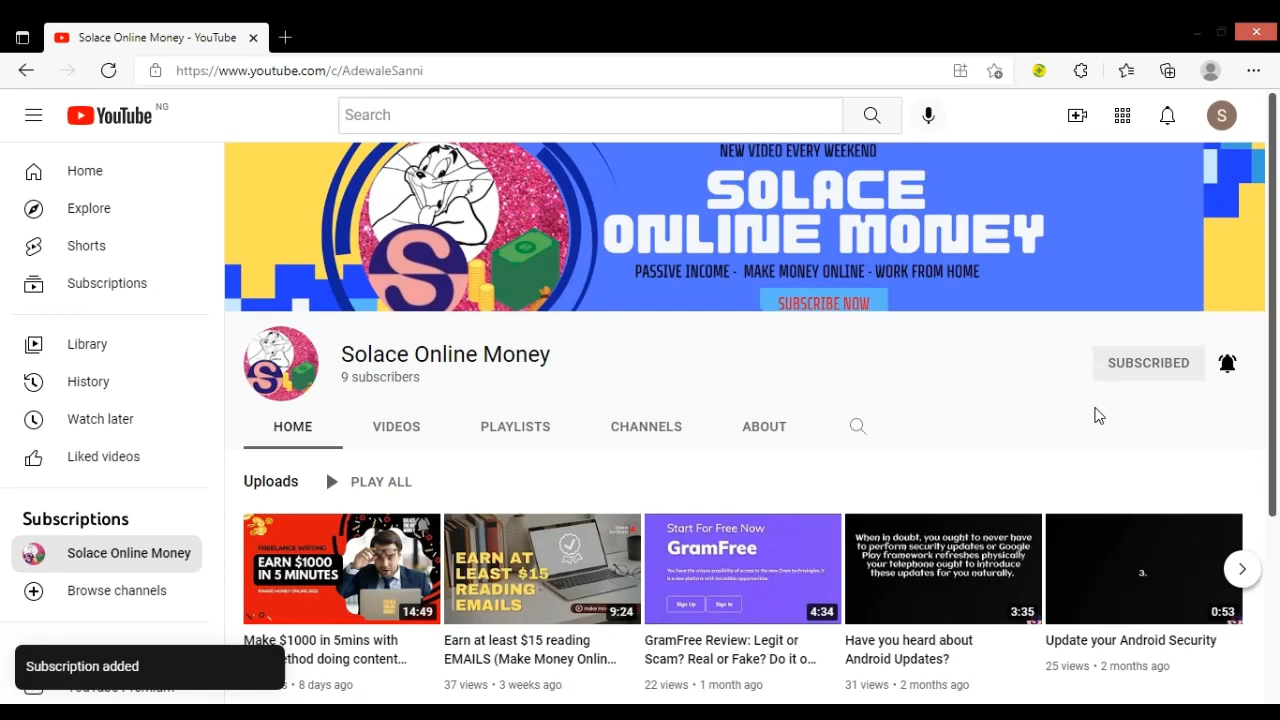 Solace Online Money - YouTube
https://www.youtube.com/c/AdewaleSanni
YouTube NG
Search
S
Home
Explore
Shorts
Subscriptions
Library
History
Watch later
Liked videos
Subscriptions
Solace Online Money
Browse channels
Subscription added
NEW VIDEO EVERY WEEKEND
SOLACE
ONLINE MONEY
PASSIVE INCOME - MAKE MONEY ONLINE - WORK FROM HOME
SUBSCRIBE NOW
S
S
Solace Online Money
9 subscribers
SUBSCRIBED
HOME VIDEOS PLAYLISTS CHANNELS ABOUT
Uploads PLAY ALL
FREELANCE WRITING
EARN $1000
IN 5 MINUTES
14:49
Make $1000 in 5mins with
doing content...
8 days ago
EARN AT
LEAST $15
READING
EMAILS
9:24
Earn at least $15 reading
EMAILS (Make Money Onlin...
37 views • 3 weeks ago
Start For Free Now
GramFree
Sign Up Sign In
4:34
GramFree Review: Legit or
Scam? Real or Fake? Do it o...
22 views • 1 month ago
When in doubt, you ought to never have
to perform security updates or Google
Play framework refreshes physically
your telephone ought to introduce
these updates for you naturally.
3:35
Have you heard about
Android Updates?
31 views • 2 months ago
3.
0:53
Update your Android Security
25 views • 2 months ago